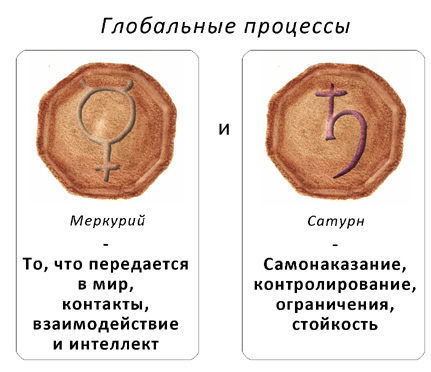 Глобальные процессы
Меркурий
-
То, что передается
в мир,
контакты,
взаимодействие
и интеллект
и
Сатурн
-
Самонаказание,
контролирование,
ограничения,
стойкость